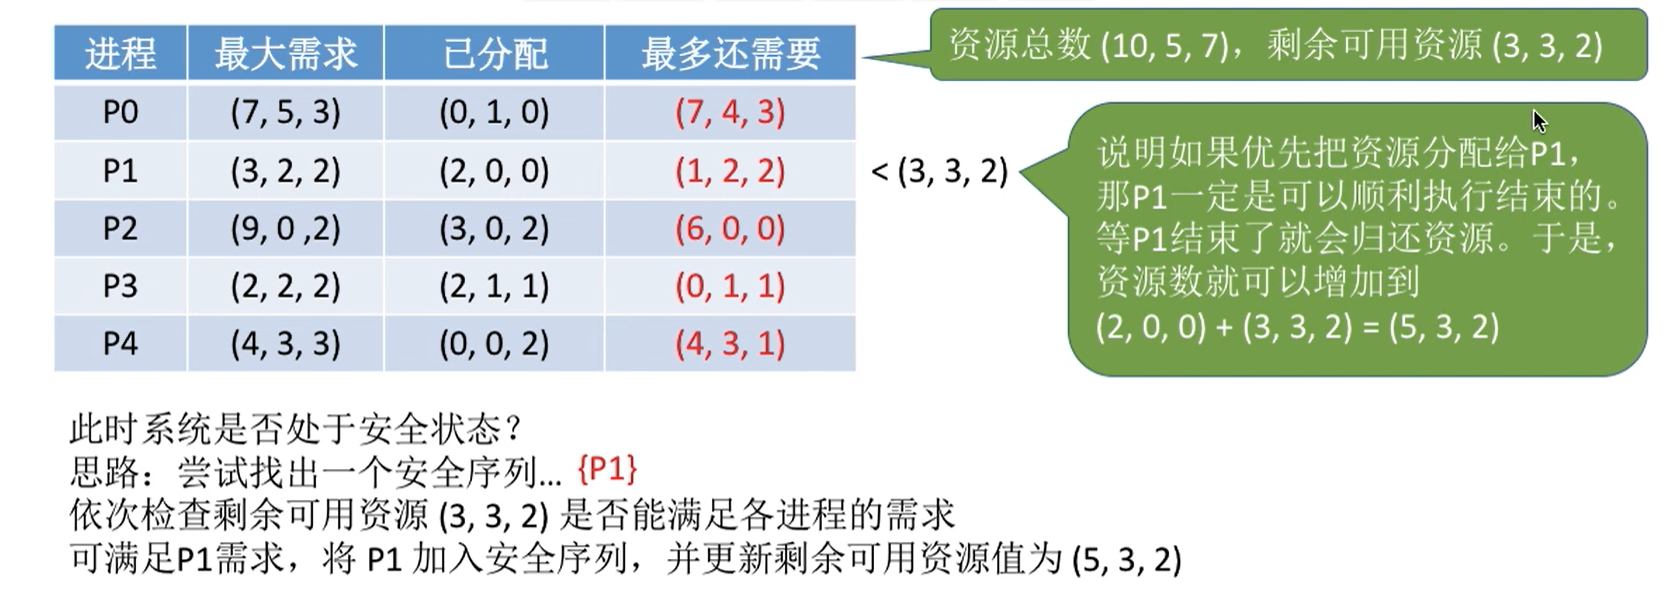 资源总数 (10, 5, 7)，剩余可用资源 (3, 3, 2)
进程 最大需求 已分配 最多还需要
P0 (7, 5, 3) (0, 1, 0) (7, 4, 3)
P1 (3, 2, 2) (2, 0, 0) (1, 2, 2) < (3, 3, 2)
P2 (9, 0 ,2) (3, 0, 2) (6, 0, 0)
P3 (2, 2, 2) (2, 1, 1) (0, 1, 1)
P4 (4, 3, 3) (0, 0, 2) (4, 3, 1)
说明如果优先把资源分配给P1，
那P1一定是可以顺利执行结束的。
等P1结束了就会归还资源。于是，
资源数就可以增加到
(2, 0, 0) + (3, 3, 2) = (5, 3, 2)
此时系统是否处于安全状态？
思路：尝试找出一个安全序列... {P1}
依次检查剩余可用资源 (3, 3, 2) 是否能满足各进程的需求
可满足P1需求，将 P1 加入安全序列，并更新剩余可用资源值为 (5, 3, 2)